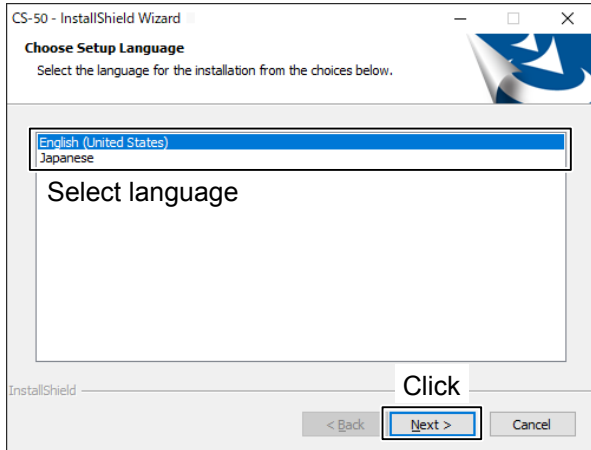 CS-50 - InstallShield Wizard
Choose Setup Language
Select the language for the installation from the choices below.
English (United States)
Japanese
Select language
InstallShield
Click
< Back
Next >
Cancel